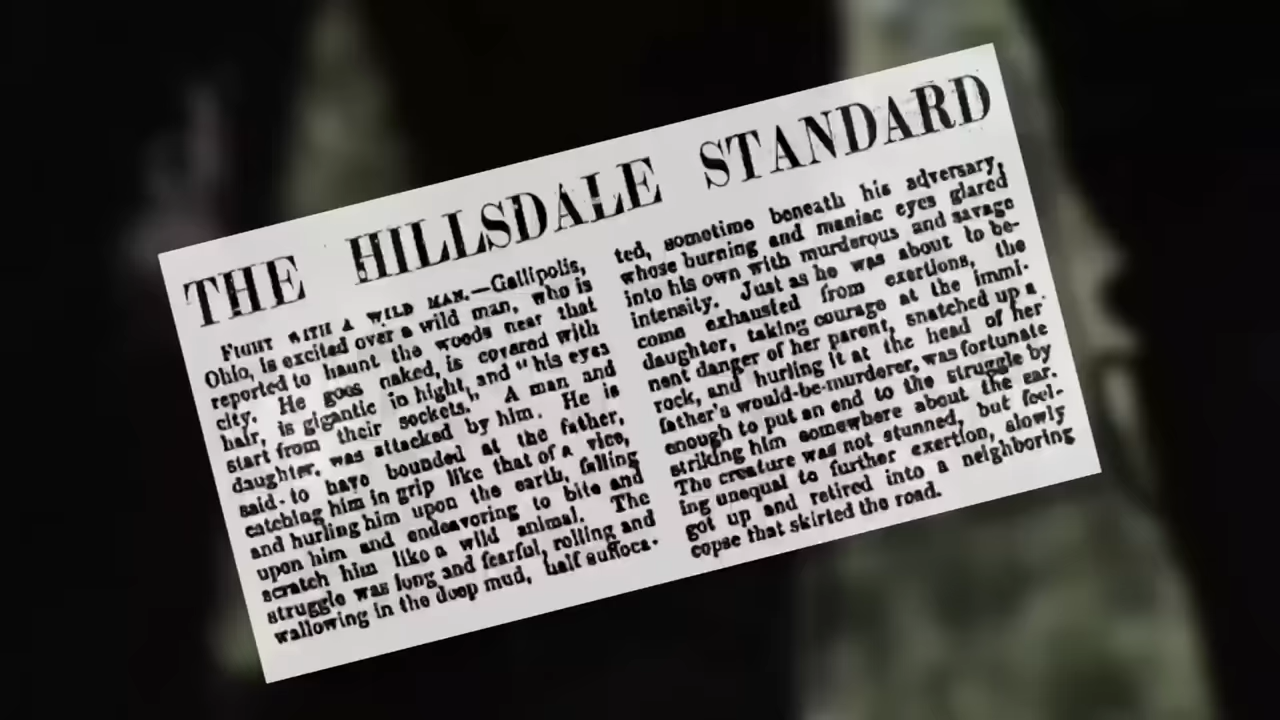 THE HILLSDALE STANDARD
FIGHT WITH A WILD MAN.—Gallipolis,
Ohio, is excited over a wild man, who is
reported to haunt the woods near that
city. He goes naked, is covered with
hair, is gigantic in hight, and "his eyes
start from their sockets." A man and
daughter, was attacked by him. He is
said to have bounded at the father,
catching him in grip like that of a vice,
and hurling him upon the earth, falling
upon him and endeavoring to bite and
scratch him like a wild animal. The
struggle was long and fearful, rolling and
wallowing in the deep mud, half suffoca-
ted, sometime beneath his adversary,
whose burning and maniac eyes glared
into his own with murderous and savage
intensity. Just as he was about to be-
come exhausted from exertions, the
daughter, taking courage at the immi-
nent danger of her parent, snatched up a
rock, and hurling it at the head of her
father's would-be-murderer, was fortunate
enough to put an end to the struggle by
striking him somewhere about the ear.
The creature was not stunned, but feel-
ing unequal to further exertion, slowly
got up and retired into a neighboring
copse that skirted the road.